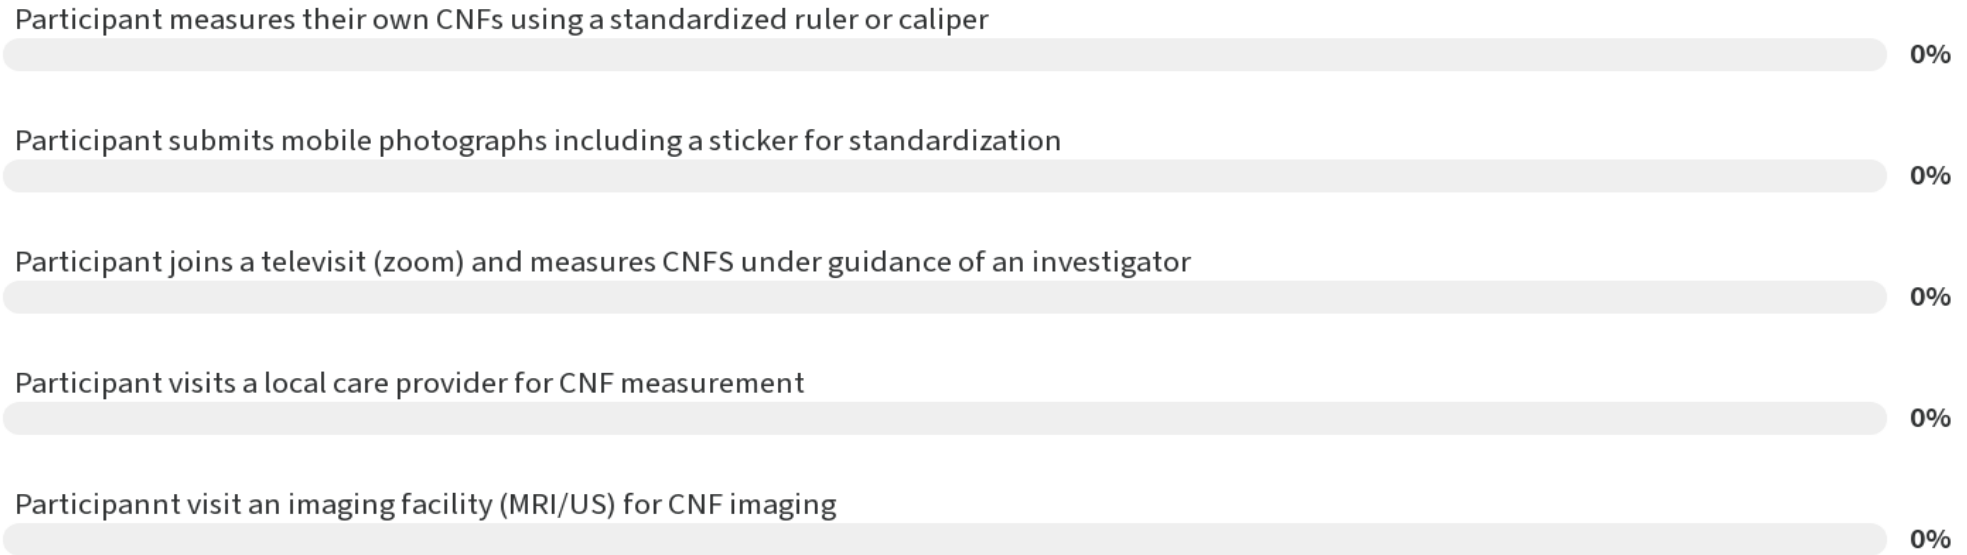 Participant measures their own CNFs using a standardized ruler or caliper
0%
Participant submits mobile photographs including a sticker for standardization
0%
Participant joins a televisit (zoom) and measures CNFS under guidance of an investigator
0%
Participant visits a local care provider for CNF measurement
0%
Participannt visit an imaging facility (MRI/US) for CNF imaging
0%